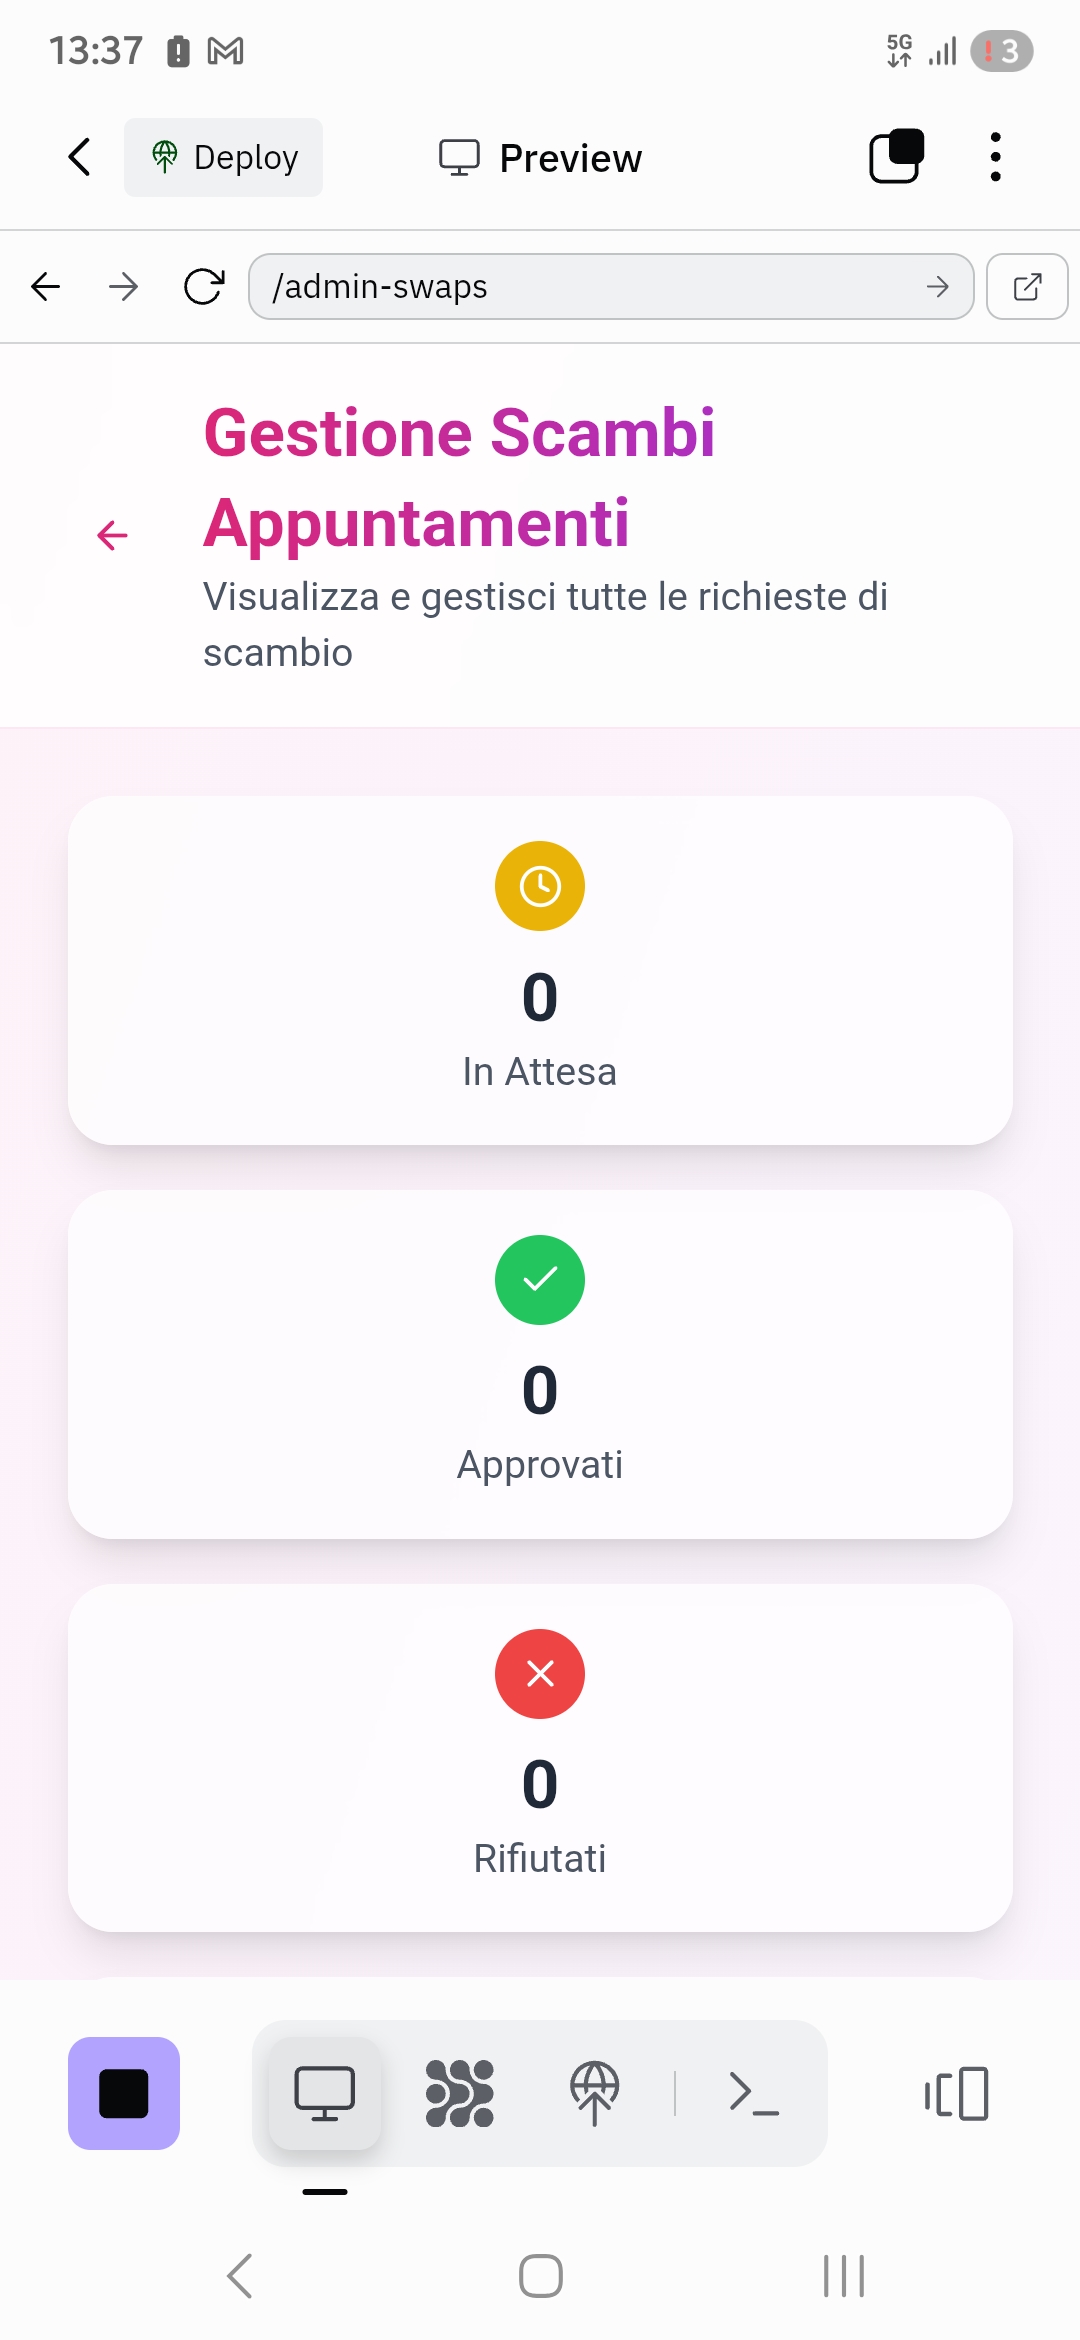 13:37
5G
3
Deploy
Preview
/admin-swaps
Gestione Scambi
Appuntamenti
Visualizza e gestisci tutte le richieste di
scambio
0
In Attesa
0
Approvati
0
Rifiutati